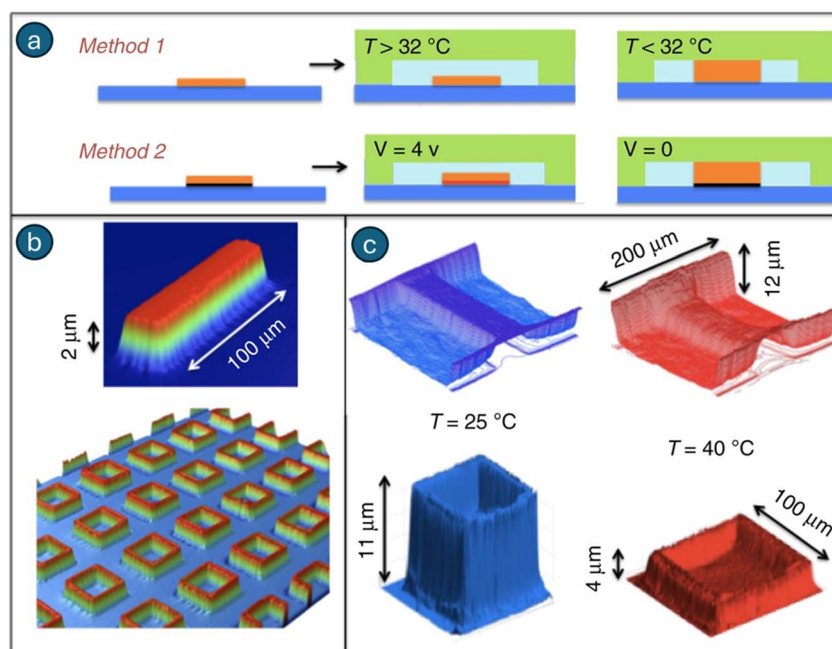 a
Method 1
T > 32 °C
T < 32 °C
Method 2
V = 4 v
V = 0
b
2 μm
100 μm
c
200 μm
12 μm
T = 25 °C
T = 40 °C
11 μm
4 μm
100 μm